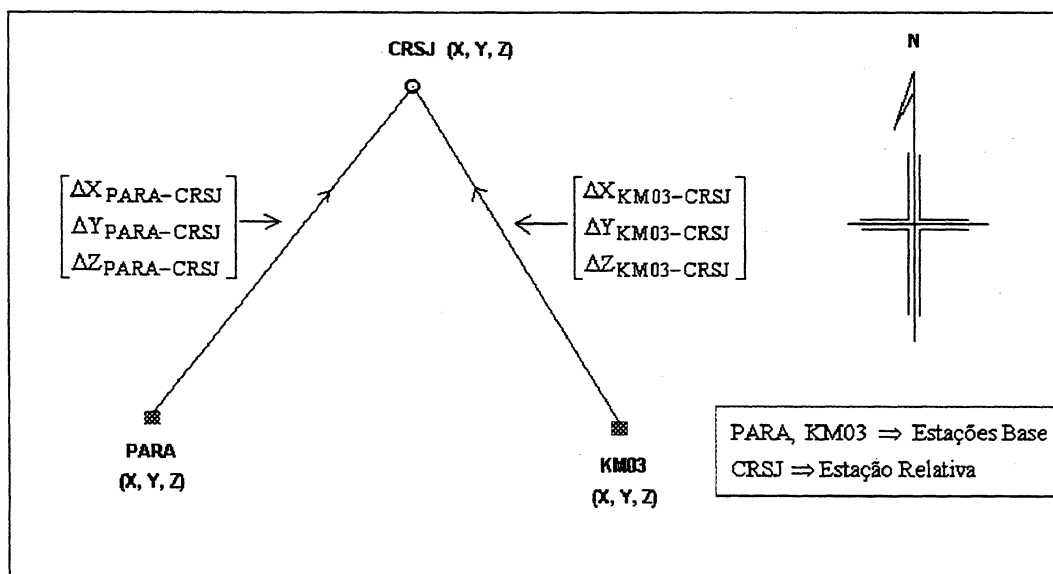 CRSJ (X, Y, Z)
N
ΔX PARA-CRSJ
ΔY PARA-CRSJ
ΔZ PARA-CRSJ
ΔX KM03-CRSJ
ΔY KM03-CRSJ
ΔZ KM03-CRSJ
PARA
(X, Y, Z)
KM03
(X, Y, Z)
PARA, KM03 ⇒ Estações Base
CRSJ ⇒ Estação Relativa